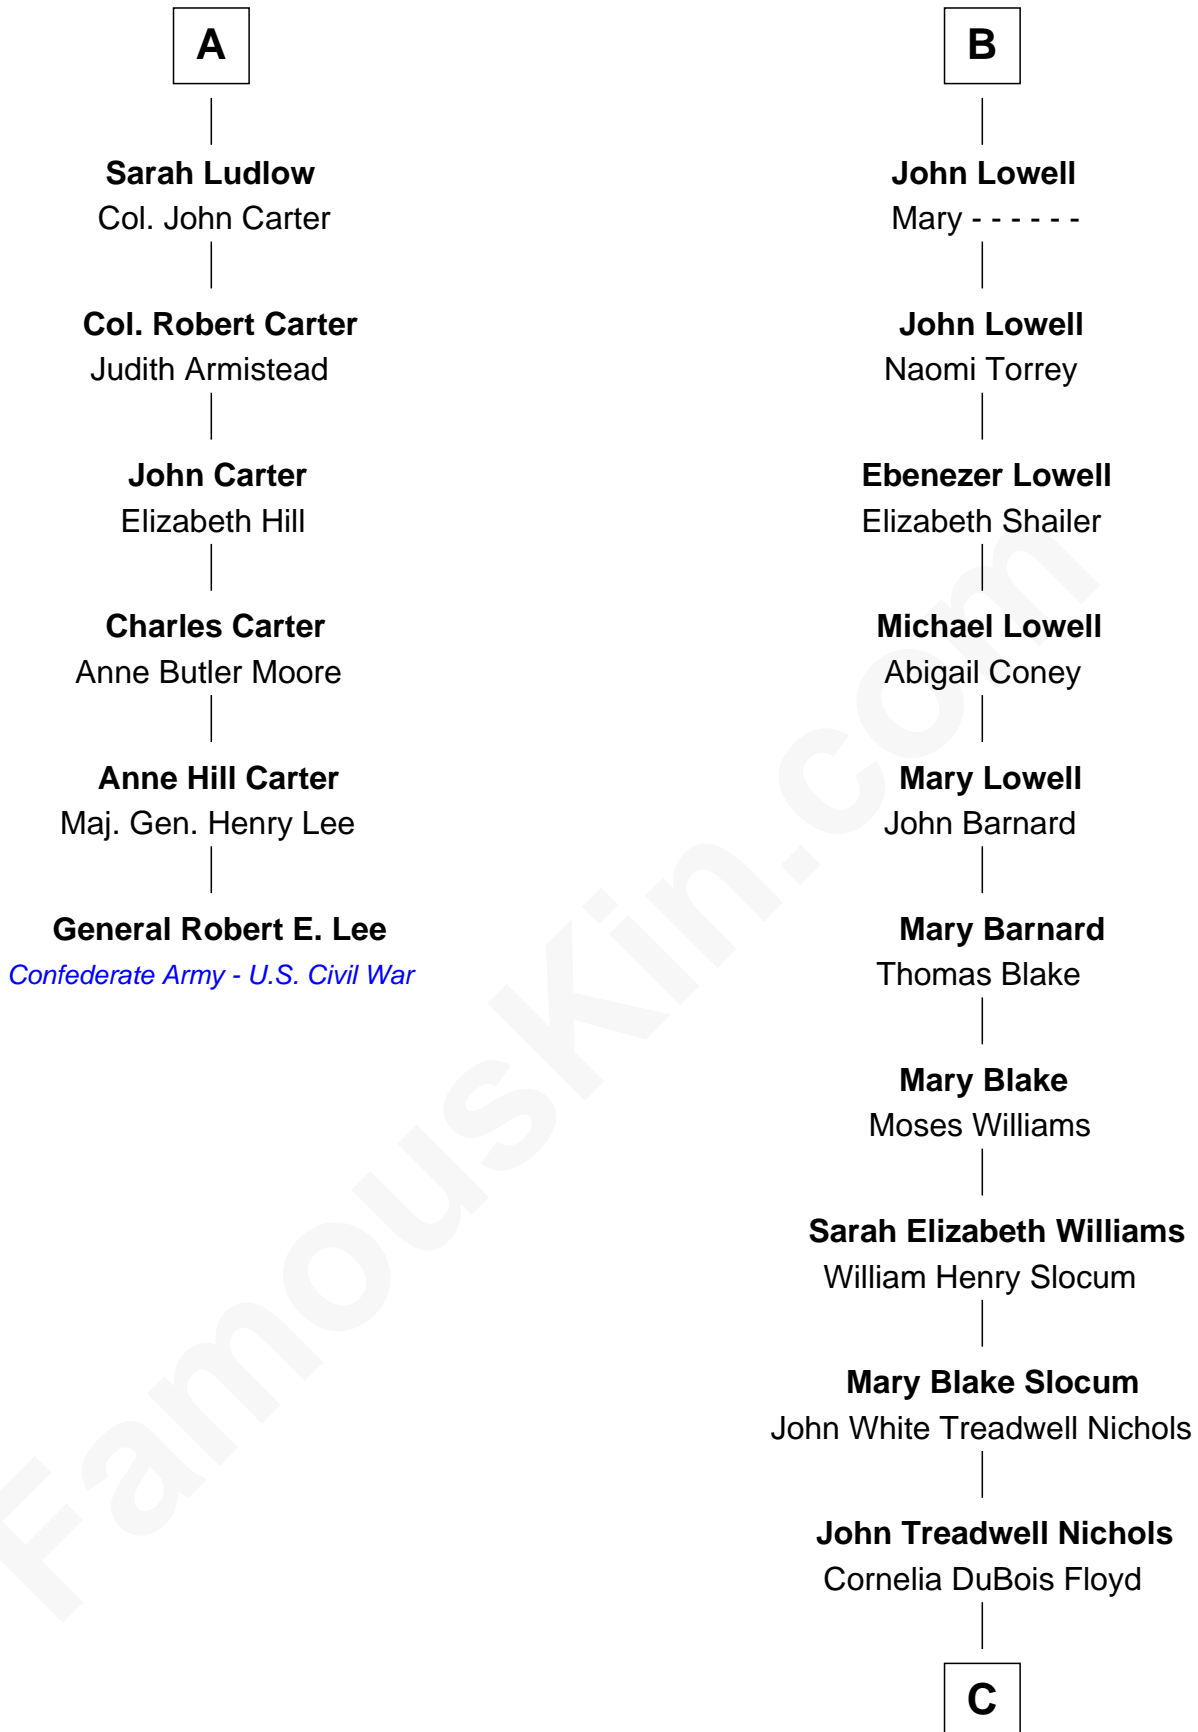 A
Sarah Ludlow
Col. John Carter
Col. Robert Carter
Judith Armistead
John Carter
Elizabeth Hill
Charles Carter
Anne Butler Moore
Anne Hill Carter
Maj. Gen. Henry Lee
General Robert E. Lee
Confederate Army - U.S. Civil War
B
John Lowell
Mary - - - - - -
John Lowell
Naomi Torrey
Ebenezer Lowell
Elizabeth Shailer
Michael Lowell
Abigail Coney
Mary Lowell
John Barnard
Mary Barnard
Thomas Blake
Mary Blake
Moses Williams
Sarah Elizabeth Williams
William Henry Slocum
Mary Blake Slocum
John White Treadwell Nichols
John Treadwell Nichols
Cornelia DuBois Floyd
C
FamousKin.com